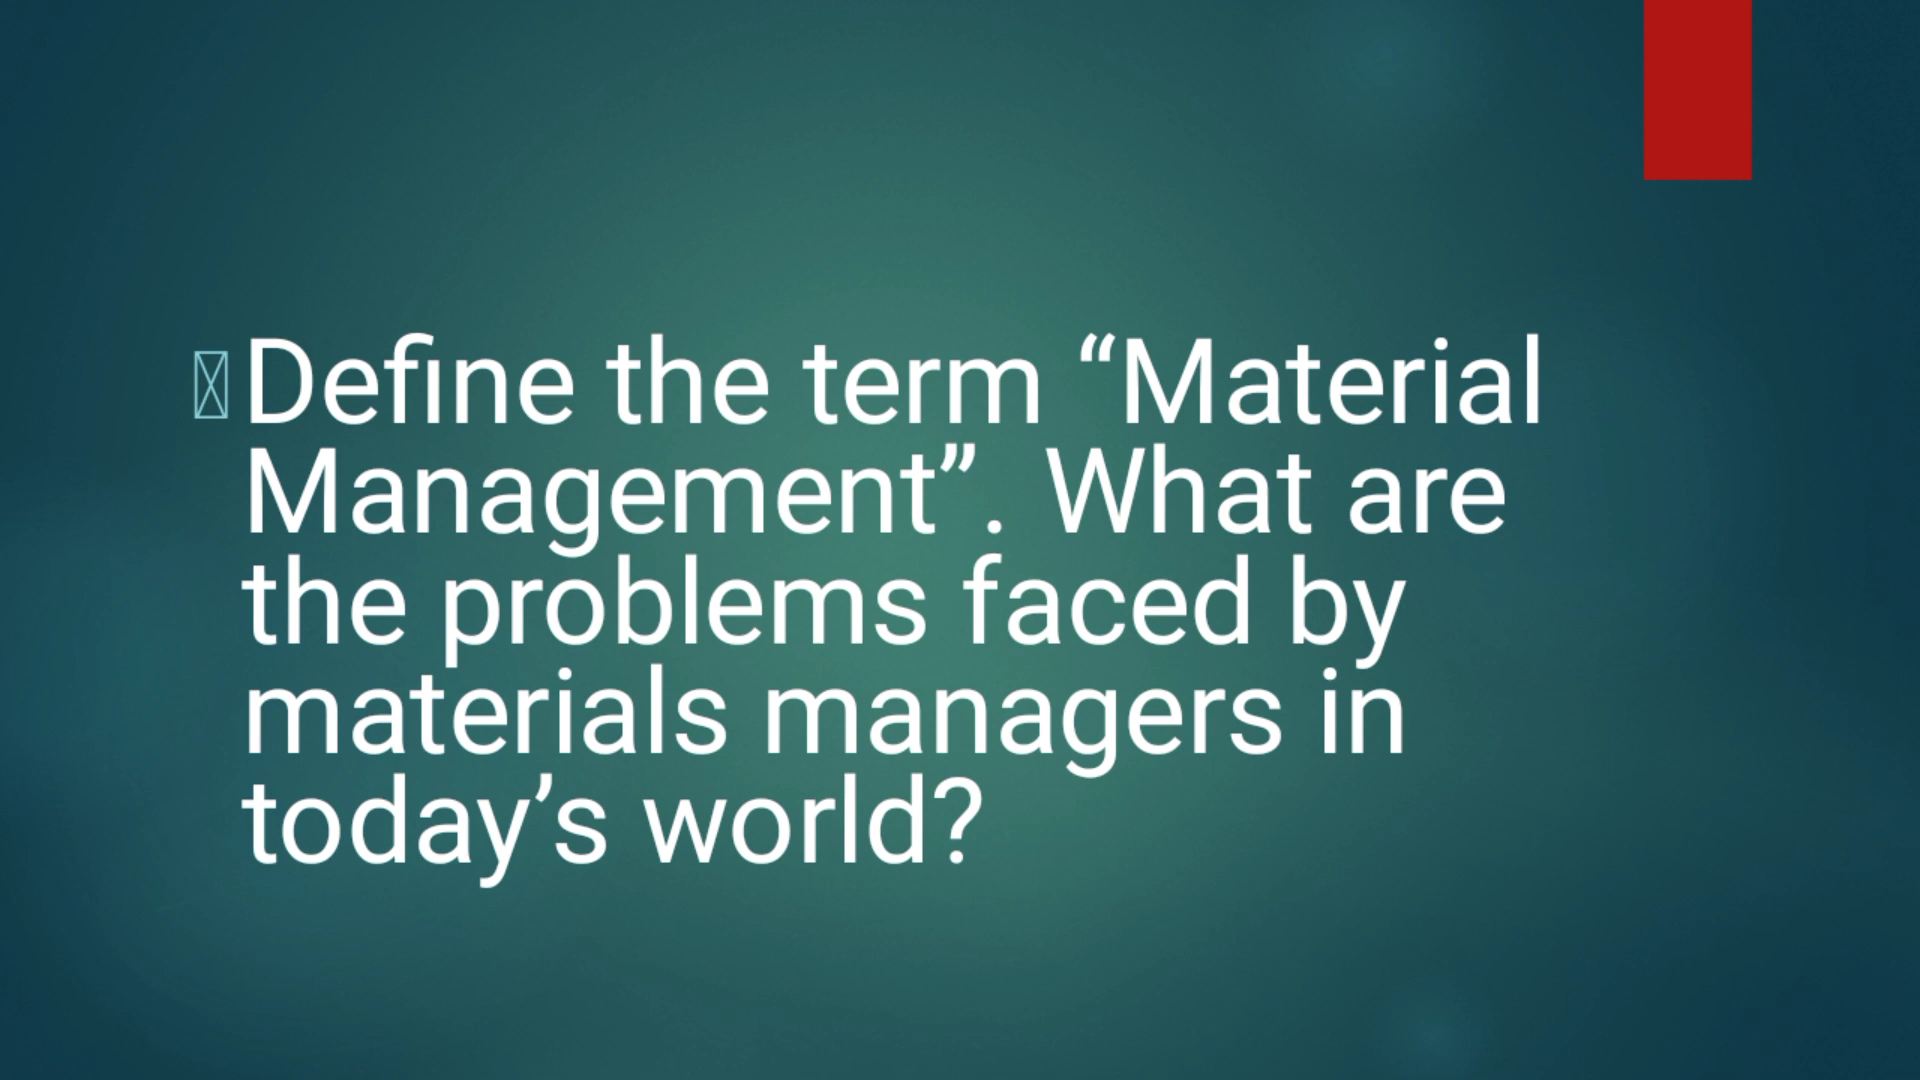 Define the term “Material
Management”. What are
the problems faced by
materials managers in
today’s world?